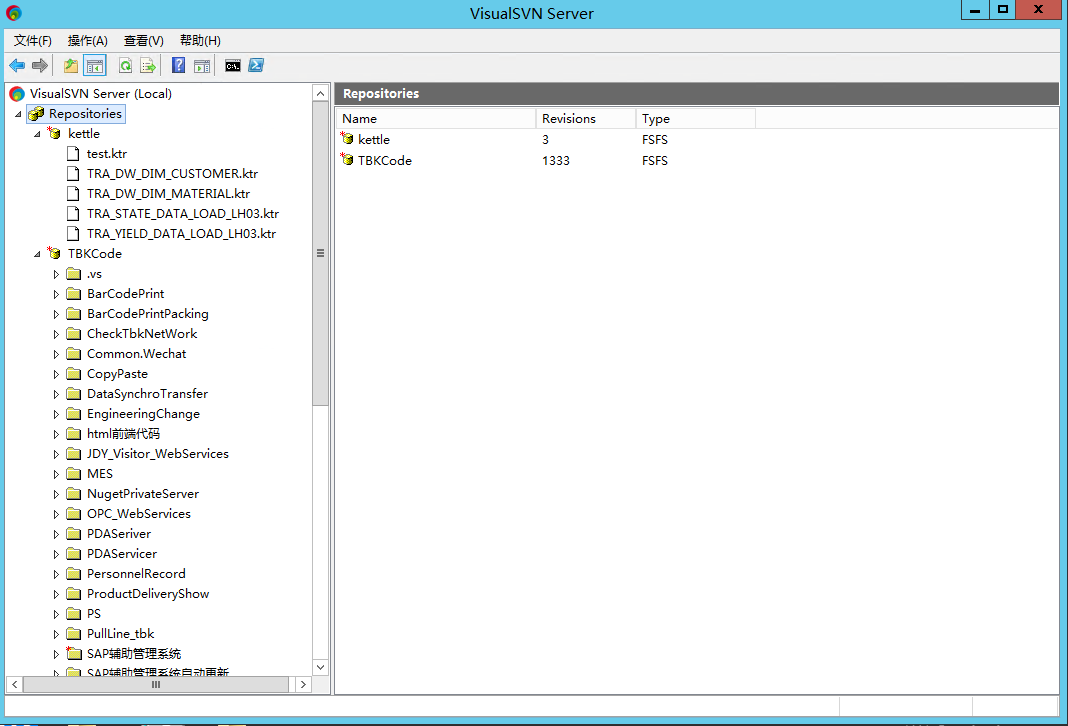 VisualSVN Server
文件(F) 操作(A) 查看(V) 帮助(H)
VisualSVN Server (Local)
Repositories
kettle
test.ktr
TRA_DW_DIM_CUSTOMER.ktr
TRA_DW_DIM_MATERIAL.ktr
TRA_STATE_DATA_LOAD_LH03.ktr
TRA_YIELD_DATA_LOAD_LH03.ktr
TBKCode
.vs
BarCodePrint
BarCodePrintPacking
CheckTbkNetWork
Common.Wechat
CopyPaste
DataSynchroTransfer
EngineeringChange
html前端代码
JDY_Visitor_WebServices
MES
NugetPrivateServer
OPC_WebServices
PDASeriver
PDAServicer
PersonnelRecord
ProductDeliveryShow
PS
PullLine_tbk
SAP辅助管理系统
SAP辅助管理系统自动更新
Repositories
Name Revisions Type
kettle 3 FSFS
TBKCode 1333 FSFS